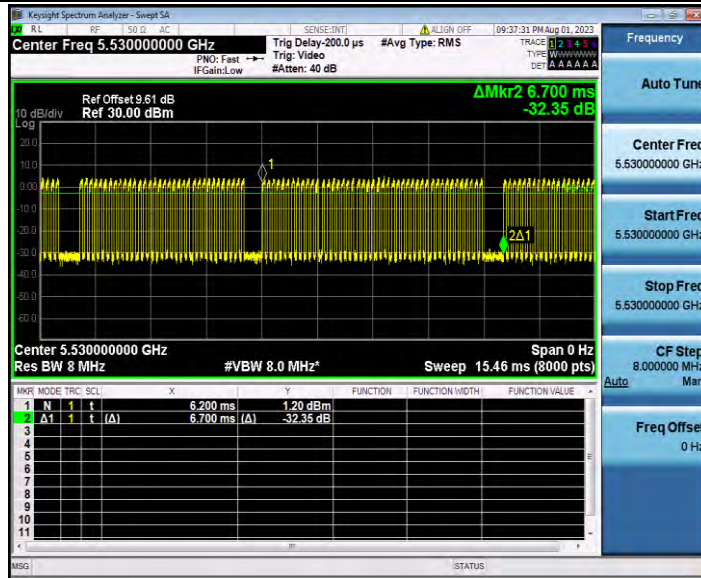 Keysight Spectrum Analyzer - Swept SA
RL RF 50 Ω AC SENSE:INT ALIGN OFF 09:37:31 PM Aug 01, 2023
Center Freq 5.530000000 GHz
Trig Delay-200.0 µs #Avg Type: RMS
TRACE 1 2 3 4 5 6
PNO: Fast Trig: Video
TYPE W
IFGain:Low #Atten: 40 dB
DET A A A A A A
Frequency
ΔMkr2 6.700 ms
-32.35 dB
Ref Offset 9.61 dB
10 dB/div Ref 30.00 dBm
Log
20.0
10.0
0.00
-10.0
-20.0
-30.0
-40.0
-50.0
-60.0
1
2Δ1
Center 5.530000000 GHz Span 0 Hz
Res BW 8 MHz #VBW 8.0 MHz* Sweep 15.46 ms (8000 pts)
MKR MODE TRC SCL X Y FUNCTION FUNCTION WIDTH FUNCTION VALUE
1 N 1 t 6.200 ms 1.20 dBm
2 Δ1 1 t (Δ) 6.700 ms (Δ) -32.35 dB
3
4
5
6
7
8
9
10
11
MSG STATUS
Auto Tune
Center Freq
5.530000000 GHz
Start Freq
5.530000000 GHz
Stop Freq
5.530000000 GHz
CF Step
8.000000 MHz
Auto Man
Freq Offset
0 Hz